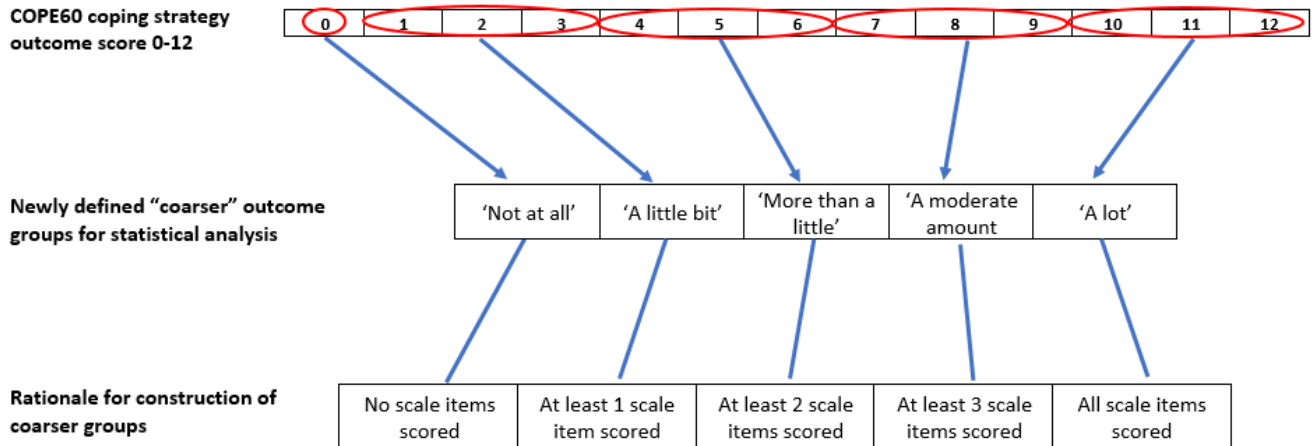 COPE60 coping strategy
outcome score 0-12
0 1 2 3 4 5 6 7 8 9 10 11 12
Newly defined “coarser” outcome
groups for statistical analysis
‘Not at all’
‘A little bit’
‘More than a
little’
‘A moderate
amount
‘A lot’
Rationale for construction of
coarser groups
No scale items
scored
At least 1 scale
item scored
At least 2 scale
items scored
At least 3 scale
items scored
All scale items
scored